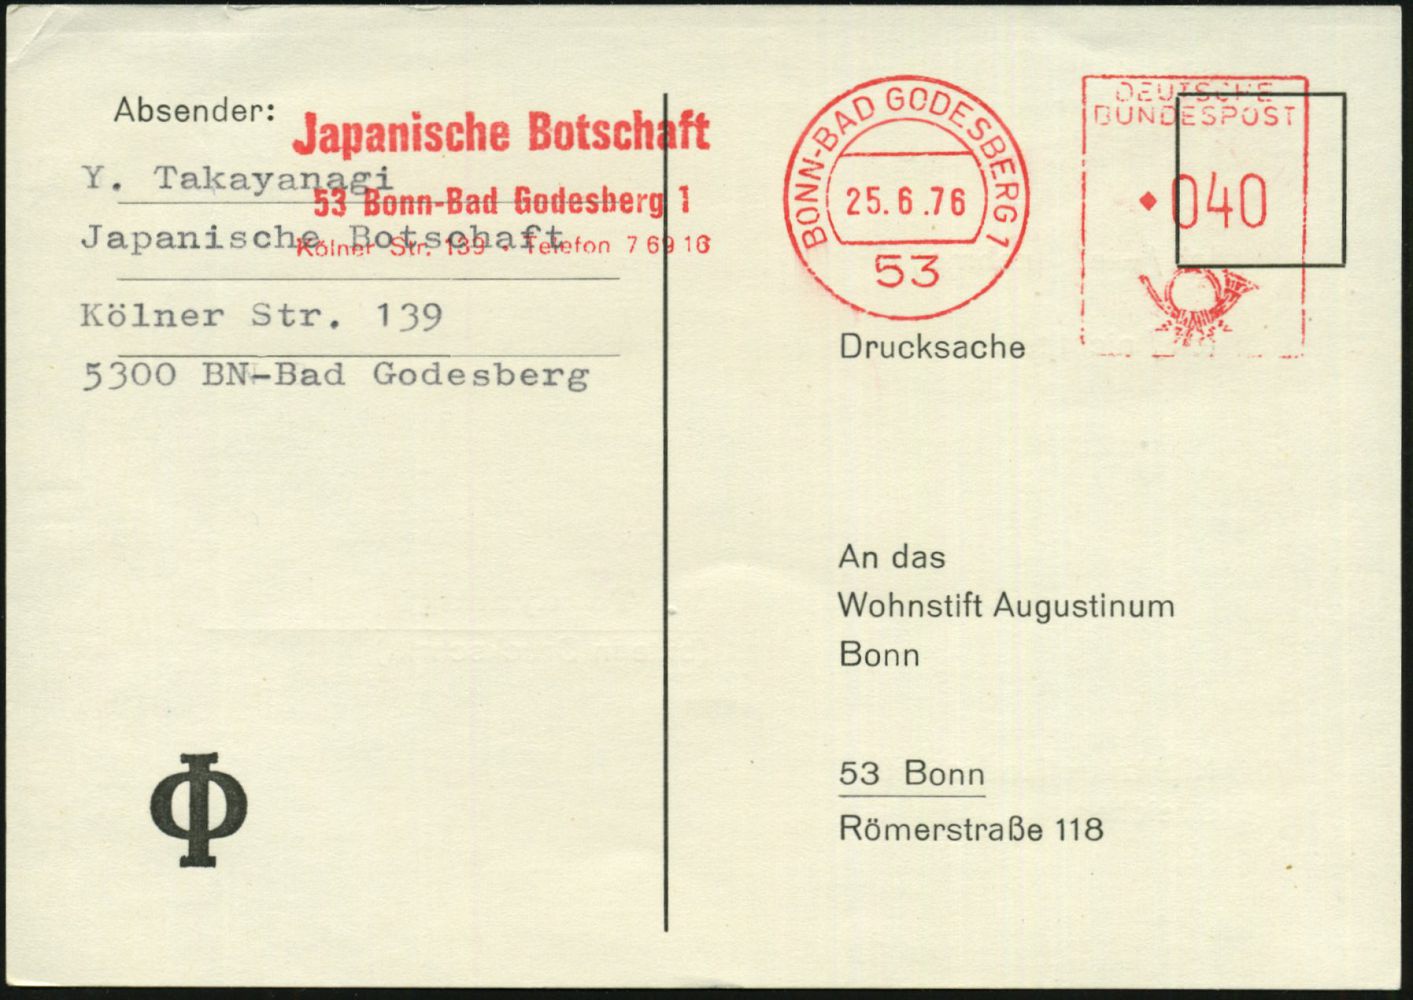 Absender:
Japanische Botschaft
Y. Takayanagi
53 Bonn-Bad Godesberg 1
Japanische Botschaft
Kölner Str. 139 · Telefon 7 69 16
Kölner Str. 139
5300 BN-Bad Godesberg
BONN-BAD GODESBERG 1
25.6.76
53
DEUTSCHE
BUNDESPOST
040
Drucksache
An das
Wohnstift Augustinum
Bonn
53 Bonn
Römerstraße 118
Φ